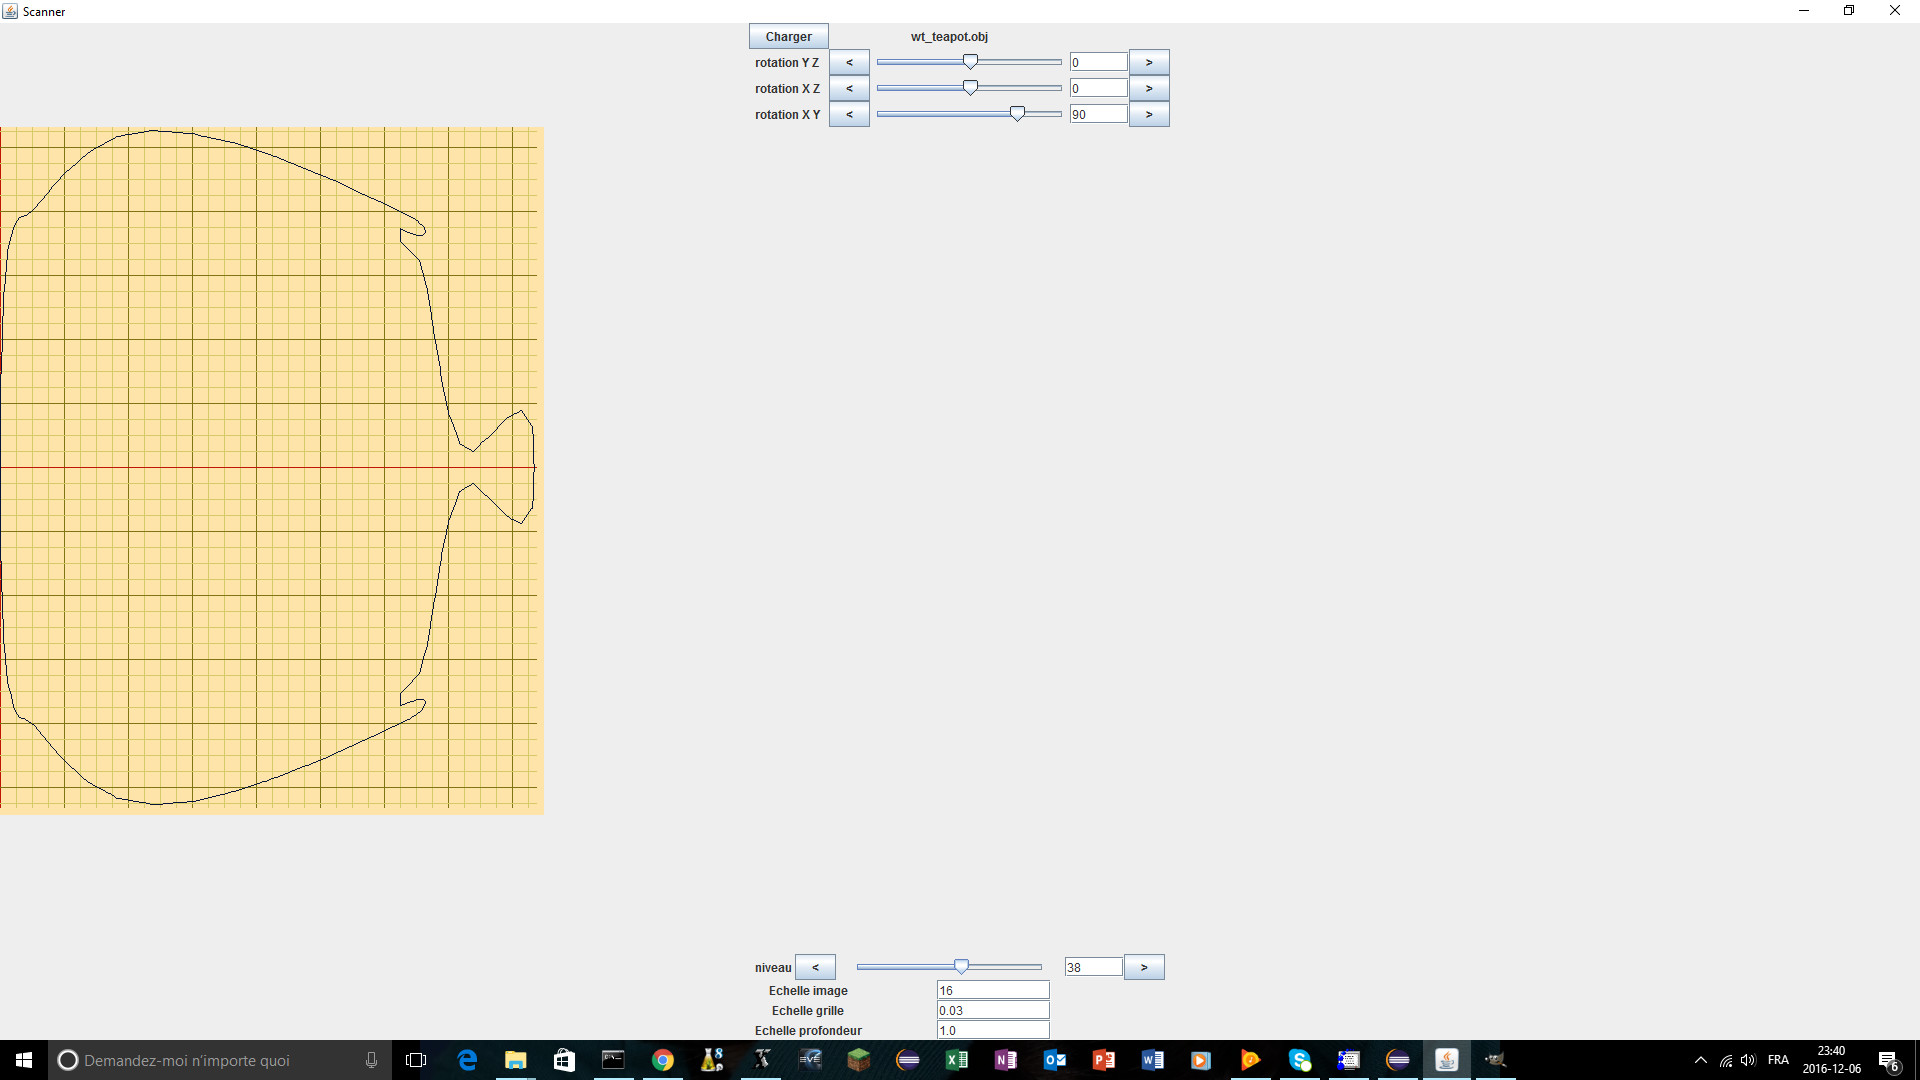 Scanner
Charger wt_teapot.obj
rotation Y Z < 0 >
rotation X Z < 0 >
rotation X Y < 90 >
niveau < 38 >
Echelle image 16
Echelle grille 0.03
Echelle profondeur 1.0
Demandez-moi n'importe quoi
FRA
23:40
2016-12-06
6